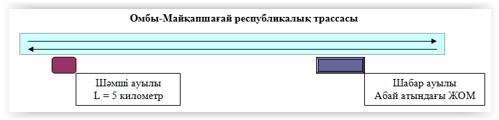 Омбы-Майқапшағай республикалық трассасы
Шәмші ауылы
L = 5 километр
Шабар ауылы
Абай атындағы ЖОМ